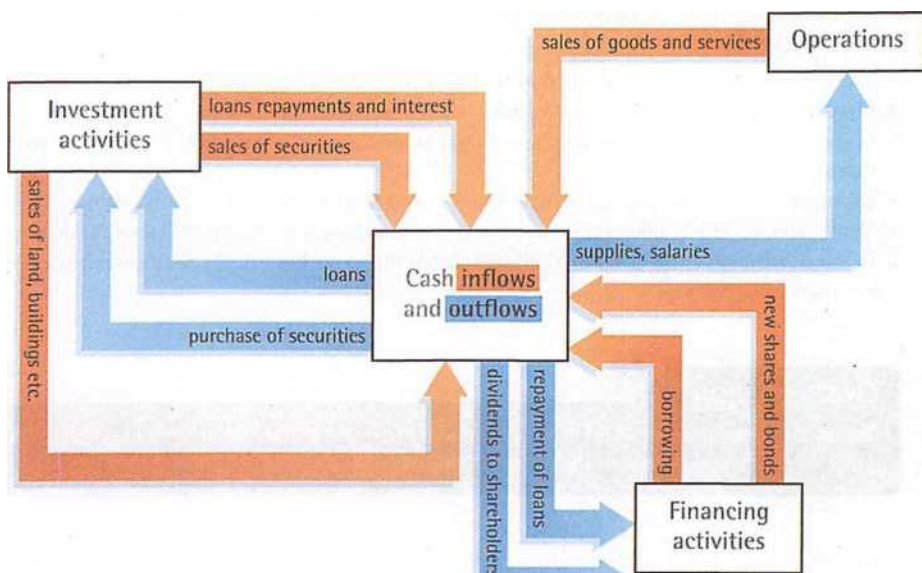 sales of goods and services
Operations
Investment
activities
loans repayments and interest
sales of securities
sales of land, buildings etc.
loans
purchase of securities
Cash inflows
and outflows
supplies, salaries
new shares and bonds
borrowing
dividends to shareholders
repayment of loans
Financing
activities